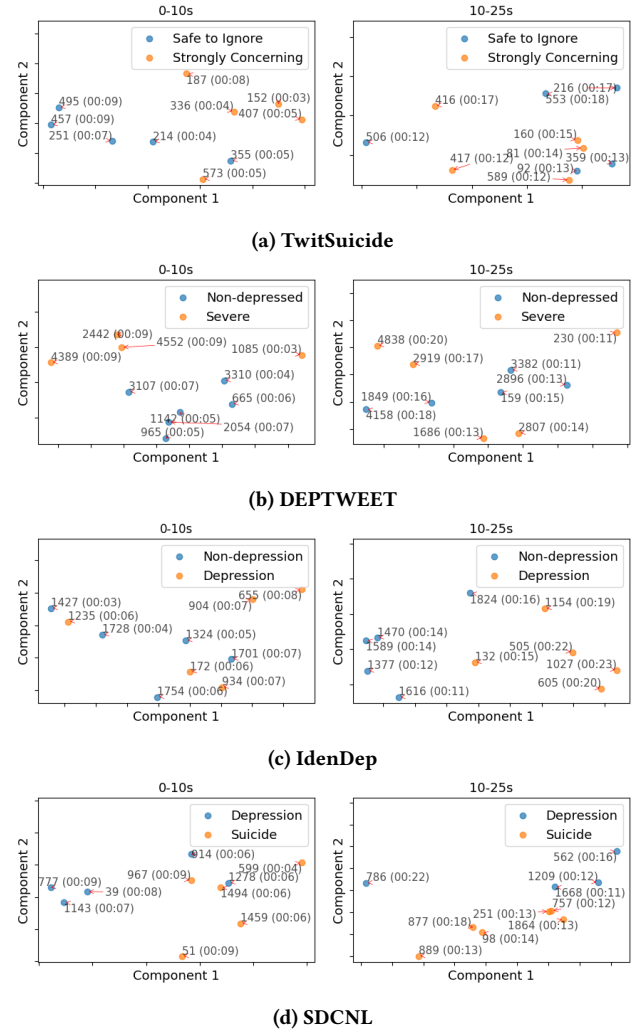 0-10s
Safe to Ignore
Strongly Concerning
187 (00:08)
495 (00:09)
336 (00:04)
152 (00:03)
457 (00:09)
407 (00:05)
251 (00:07)
214 (00:04)
355 (00:05)
573 (00:05)
Component 2
Component 1
10-25s
Safe to Ignore
Strongly Concerning
216 (00:17)
416 (00:17)
553 (00:18)
506 (00:12)
160 (00:15)
81 (00:14)
417 (00:12)
359 (00:13)
92 (00:13)
589 (00:12)
Component 2
Component 1
(a) TwitSuicide
0-10s
Non-depressed
Severe
2442 (00:09)
4552 (00:09)
4389 (00:09)
1085 (00:03)
3310 (00:04)
3107 (00:07)
665 (00:06)
1142 (00:05)
2054 (00:07)
965 (00:05)
Component 2
Component 1
10-25s
Non-depressed
Severe
230 (00:11)
4838 (00:20)
2919 (00:17)
3382 (00:11)
2896 (00:13)
1849 (00:16)
159 (00:15)
4158 (00:18)
1686 (00:13)
2807 (00:14)
Component 2
Component 1
(b) DEPTWEET
0-10s
Non-depression
Depression
655 (00:08)
1427 (00:03)
904 (00:07)
1235 (00:06)
1728 (00:04)
1324 (00:05)
1701 (00:07)
172 (00:06)
934 (00:07)
1754 (00:06)
Component 2
Component 1
10-25s
Non-depression
Depression
1824 (00:16)
1154 (00:19)
1470 (00:14)
1589 (00:14)
505 (00:22)
132 (00:15)
1377 (00:12)
1027 (00:23)
605 (00:20)
1616 (00:11)
Component 2
Component 1
(c) IdenDep
0-10s
Depression
Suicide
914 (00:06)
599 (00:04)
967 (00:09)
777 (00:09)
1278 (00:06)
39 (00:08)
1494 (00:06)
1143 (00:07)
1459 (00:06)
51 (00:09)
Component 2
Component 1
10-25s
Depression
Suicide
562 (00:16)
786 (00:22)
1209 (00:12)
1668 (00:11)
757 (00:12)
251 (00:13)
877 (00:18)
1864 (00:13)
98 (00:14)
889 (00:13)
Component 2
Component 1
(d) SDCNL